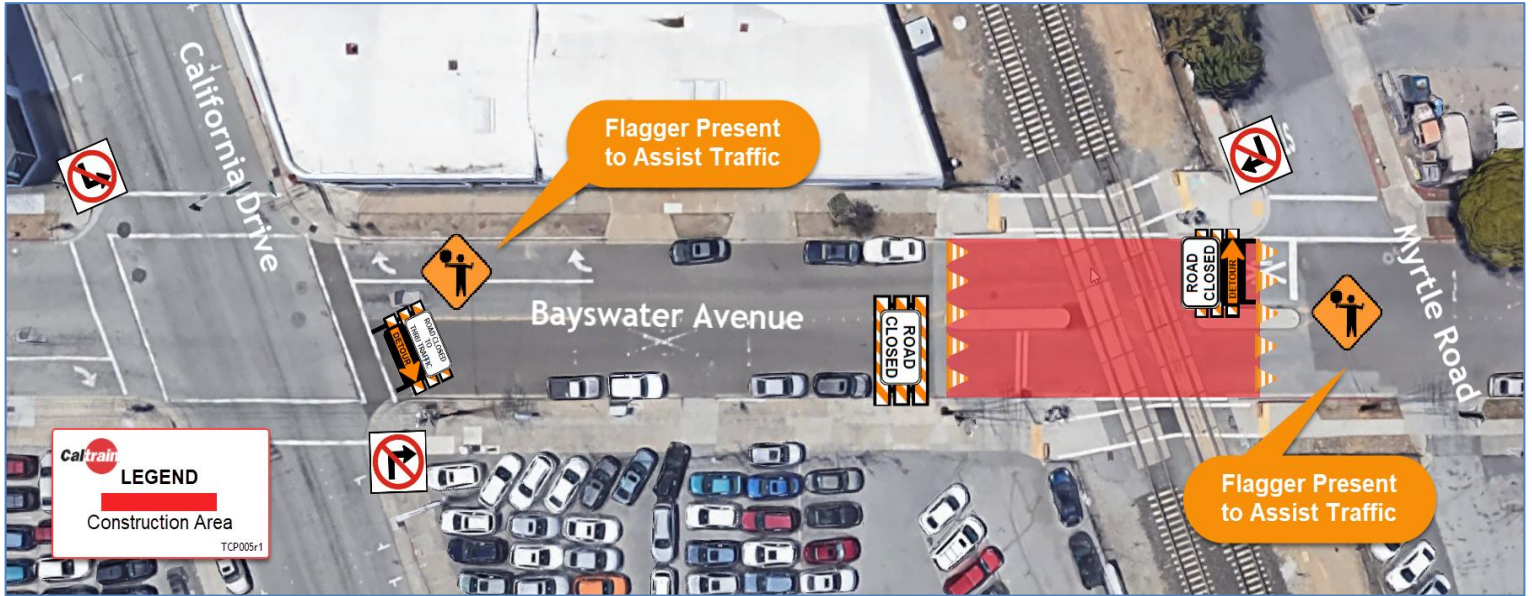 California Drive
Flagger Present
to Assist Traffic
Bayswater Avenue
ROAD CLOSED
TO
THRU TRAFFIC
DETOUR
ROAD
CLOSED
ROAD
CLOSED
DETOUR
Myrtle Road
Flagger Present
to Assist Traffic
Caltrain
LEGEND
Construction Area
TCP005r1